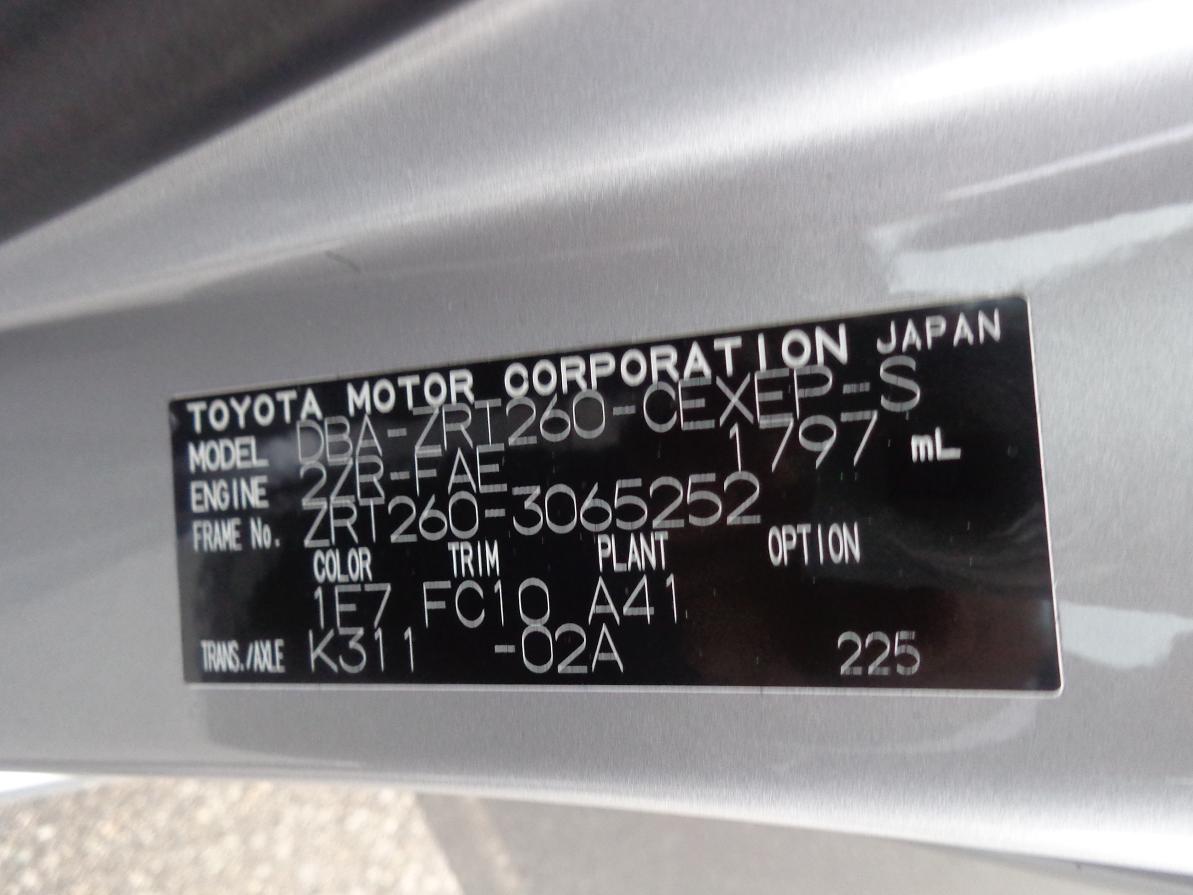 TOYOTA MOTOR CORPORATION JAPAN
MODEL DBA-ZRT260-CEXEP-S
ENGINE 2ZR-FAE 1797 mL
FRAME No. ZRT260-3065252
COLOR TRIM PLANT OPTION
1E7 FC10 A41
TRANS./AXLE K311 -02A 225